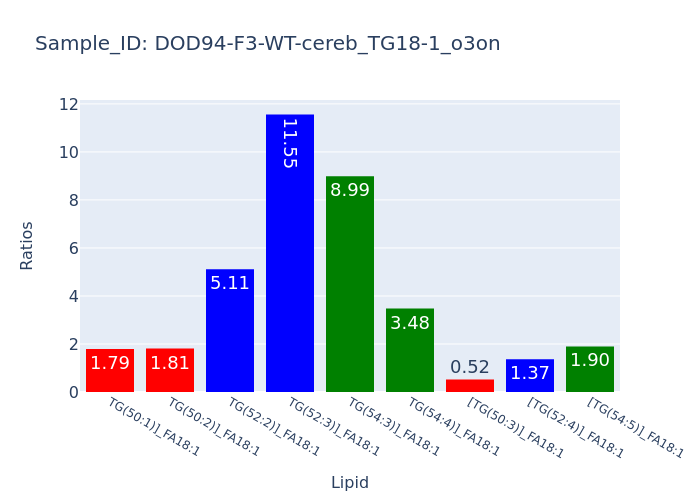 Sample_ID: DOD94-F3-WT-cereb_TG18-1_o3on
Ratios
12
10
8
6
4
2
0
1.79
1.81
5.11
11.55
8.99
3.48
0.52
1.37
1.90
TG(50:1)]_FA18:1
TG(50:2)]_FA18:1
TG(52:2)]_FA18:1
TG(52:3)]_FA18:1
TG(54:3)]_FA18:1
TG(54:4)]_FA18:1
[TG(50:3)]_FA18:1
[TG(52:4)]_FA18:1
[TG(54:5)]_FA18:1
Lipid